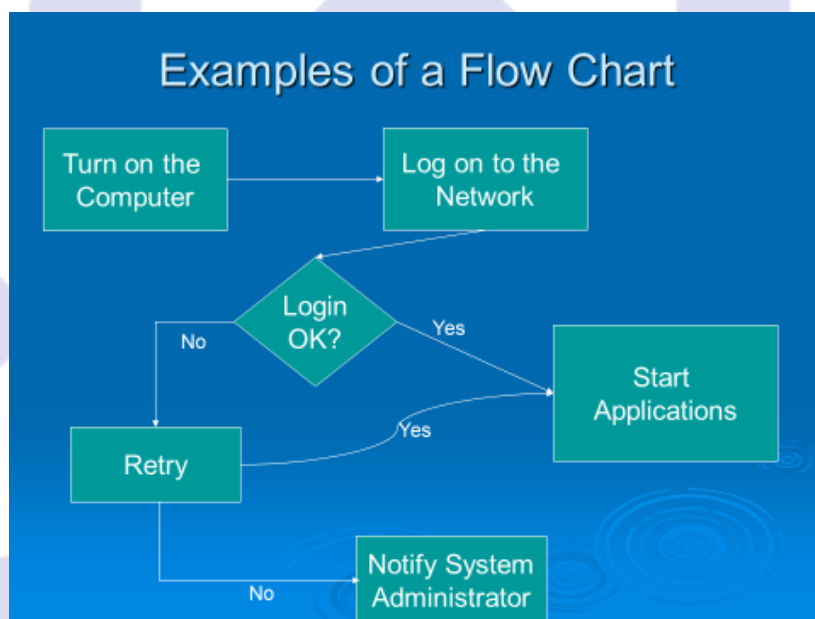 Examples of a Flow Chart
Turn on the
Computer
Log on to the
Network
Login
OK?
Yes
No
Start
Applications
Yes
Retry
No
Notify System
Administrator